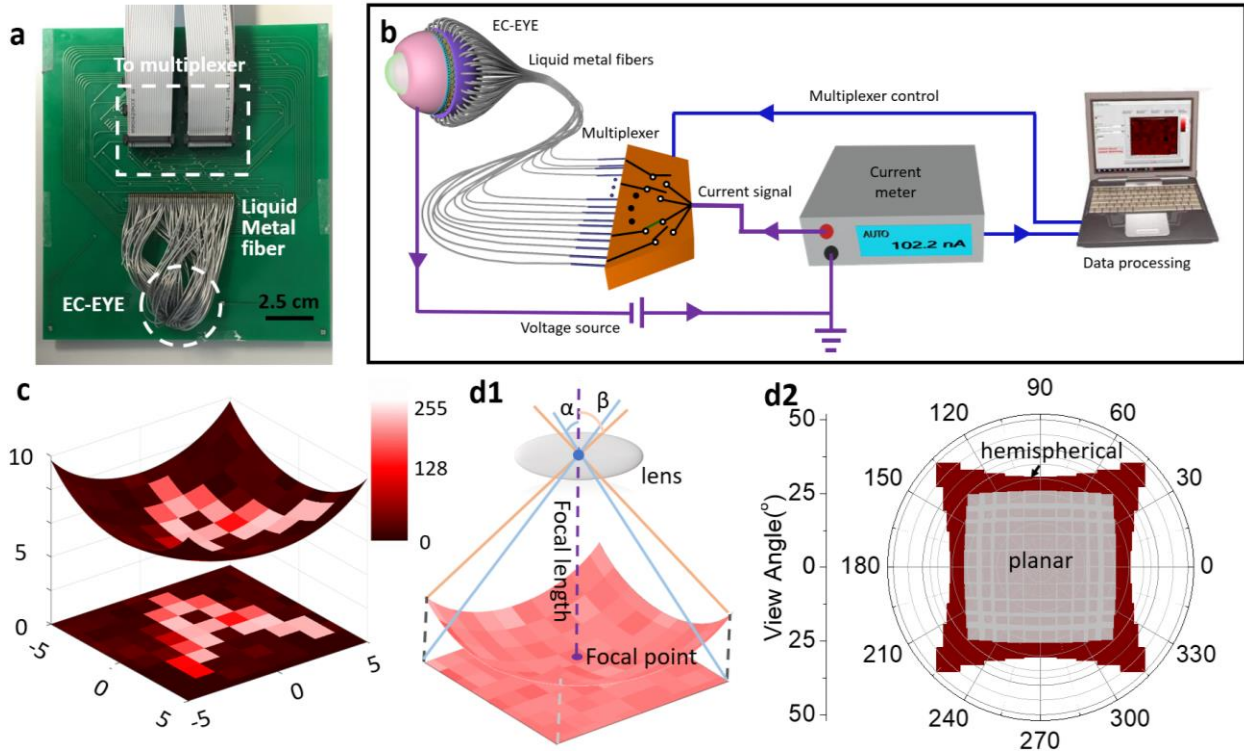 a
To multiplexer
Liquid
Metal
fiber
EC-EYE
2.5 cm
b
EC-EYE
Liquid metal fibers
Multiplexer control
Multiplexer
Current signal
Current
meter
AUTO
102.2 nA
Data processing
Voltage source
c
10
5
0
-5
0
5
-5
0
5
255
128
0
d1
α
β
lens
Focal length
Focal point
d2
View Angle(°)
50
25
0
25
50
90
120
60
150
30
180
0
210
330
240
300
270
hemispherical
planar